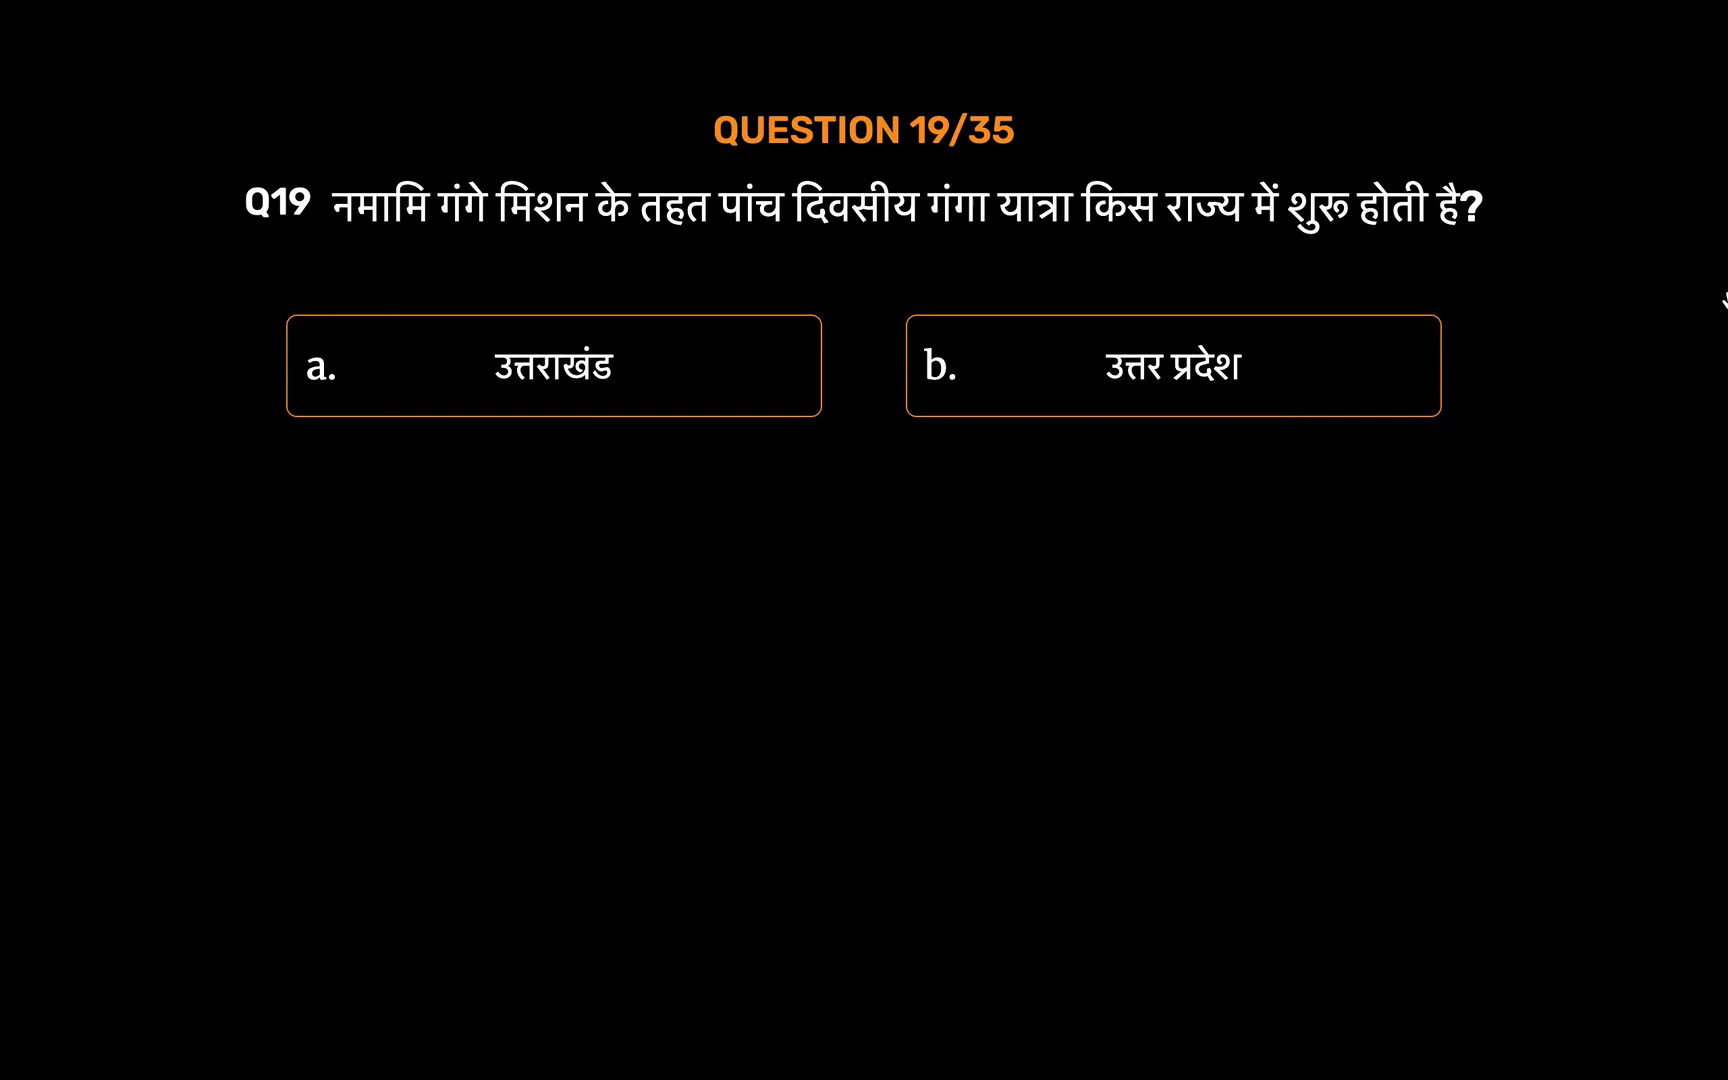 QUESTION 19/35
Q19 नमामि गंगे मिशन के तहत पांच दिवसीय गंगा यात्रा किस राज्य में शुरू होती है?
a. उत्तराखंड
b. उत्तर प्रदेश